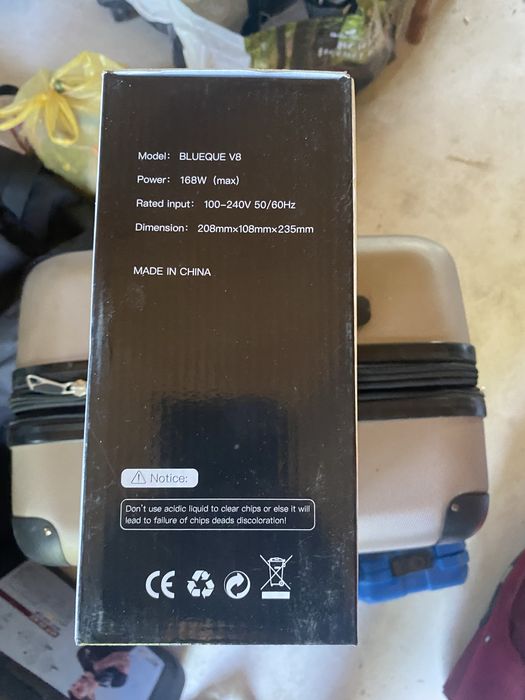 Model: BLUEQUE V8
Power: 168W (max)
Rated input: 100-240V 50/60Hz
Dimension: 208mm×108mm×235mm
MADE IN CHINA
Notice:
Don't use acidic liquid to clear chips or else it will
lead to failure of chips deads discoloration!
CE